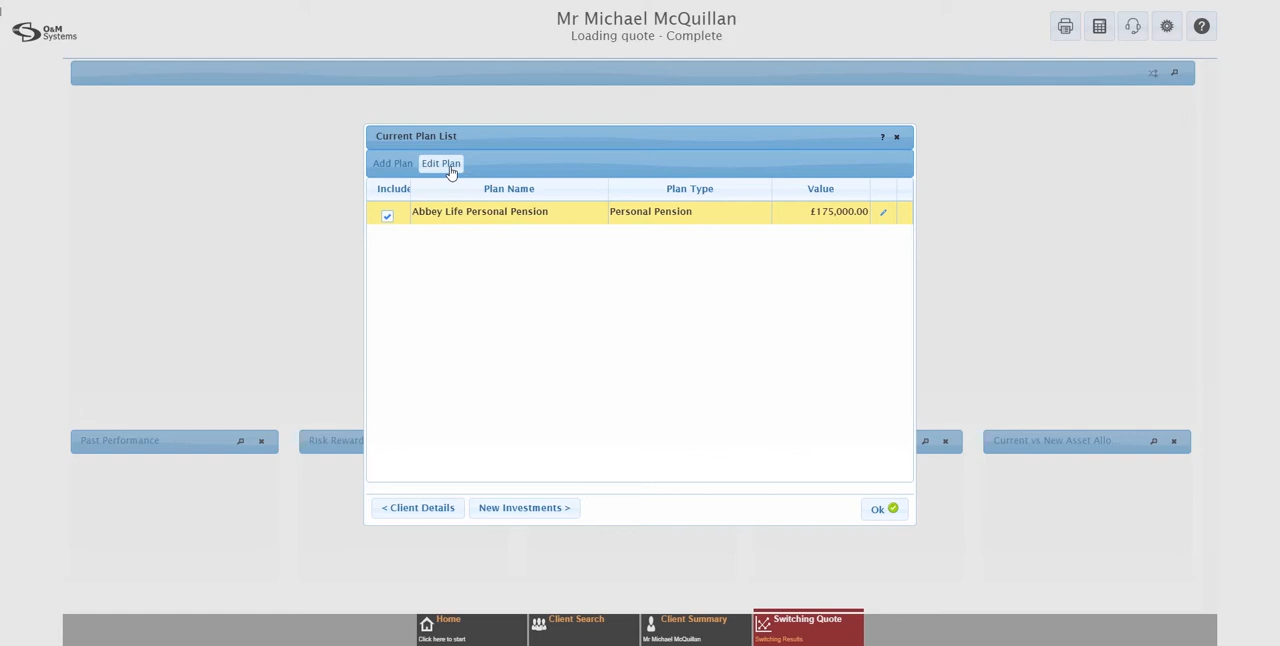 O&M
Systems
Mr Michael McQuillan
Loading quote - Complete
?
Current Plan List
?
Add Plan Edit Plan
Include Plan Name Plan Type Value
Abbey Life Personal Pension Personal Pension £175,000.00
Past Performance
Risk Reward
Current vs New Asset Allo...
< Client Details New Investments > Ok
Home
Click here to start
Client Search
Client Summary
Mr Michael McQuillan
Switching Quote
Switching Results